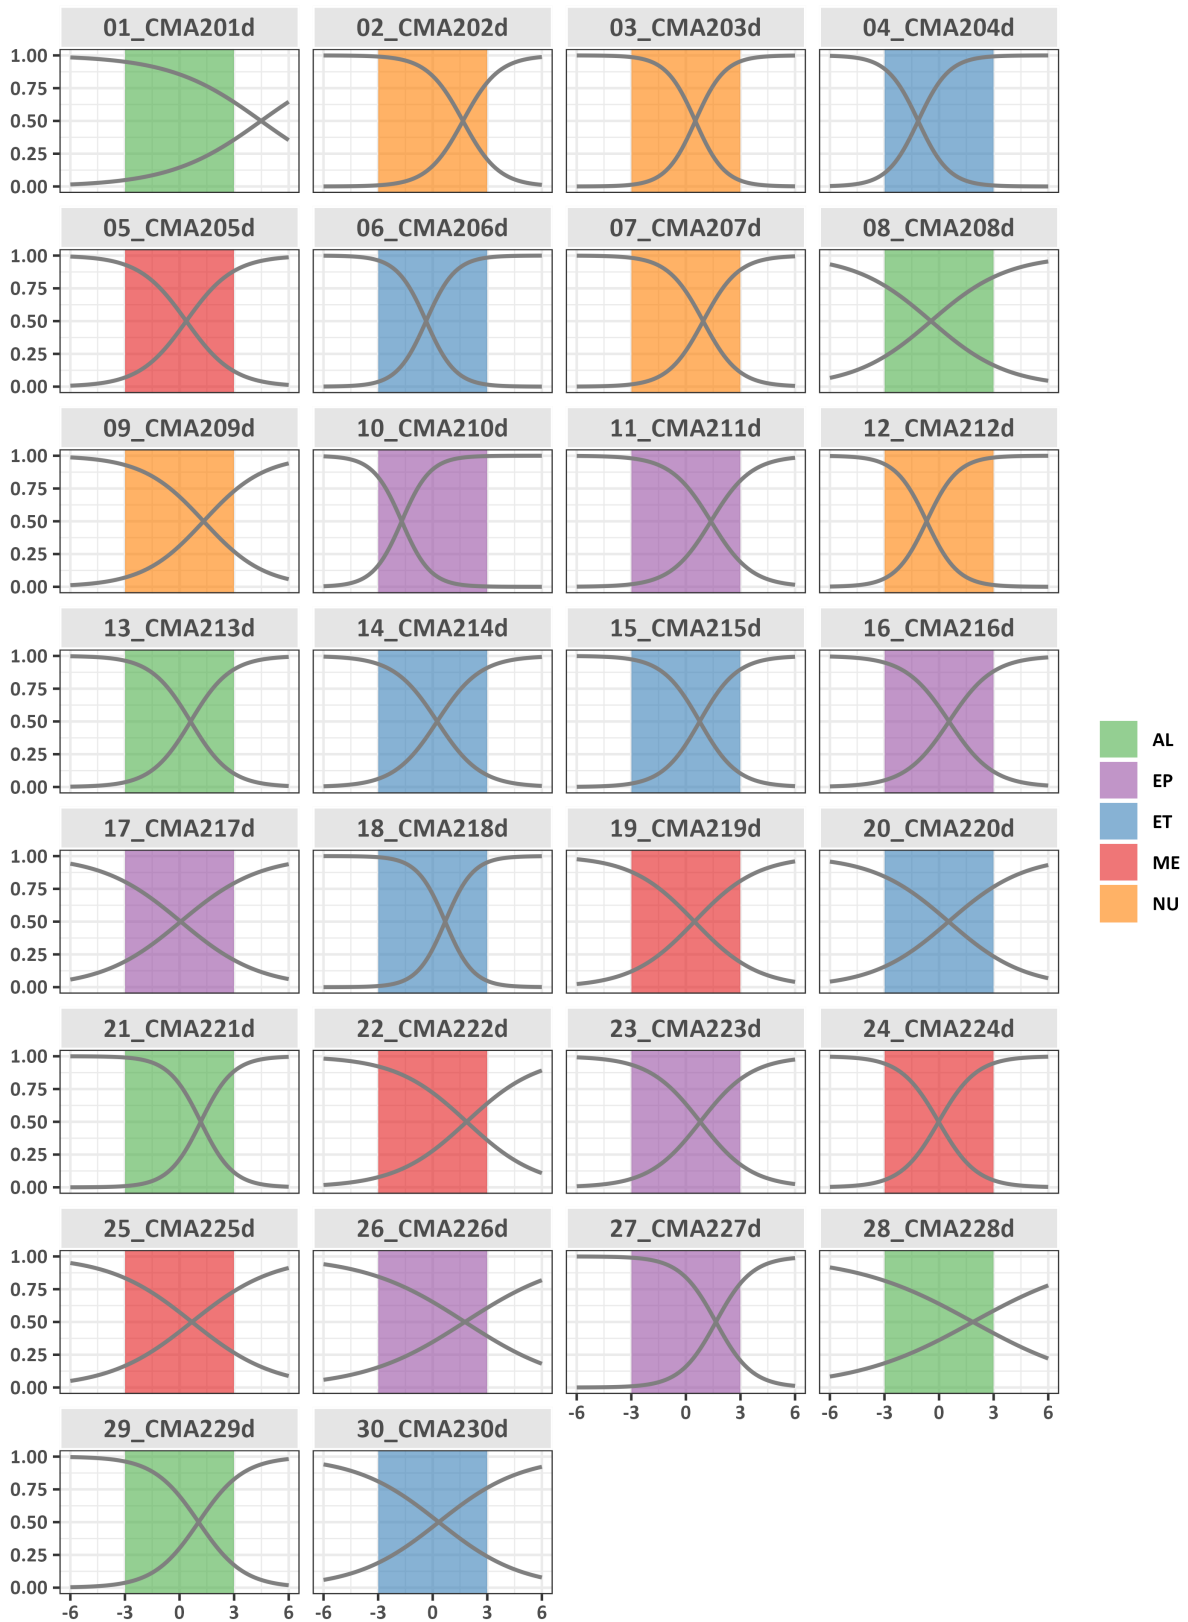 01_CMA201d 02_CMA202d 03_CMA203d 04_CMA204d
1.00
0.75
0.50
0.25
0.00
05_CMA205d 06_CMA206d 07_CMA207d 08_CMA208d
1.00
0.75
0.50
0.25
0.00
09_CMA209d 10_CMA210d 11_CMA211d 12_CMA212d
1.00
0.75
0.50
0.25
0.00
13_CMA213d 14_CMA214d 15_CMA215d 16_CMA216d
1.00
0.75
0.50
0.25
0.00
17_CMA217d 18_CMA218d 19_CMA219d 20_CMA220d
1.00
0.75
0.50
0.25
0.00
21_CMA221d 22_CMA222d 23_CMA223d 24_CMA224d
1.00
0.75
0.50
0.25
0.00
25_CMA225d 26_CMA226d 27_CMA227d 28_CMA228d
1.00
0.75
0.50
0.25
0.00
-6 -3 0 3 6 -6 -3 0 3 6
29_CMA229d 30_CMA230d
1.00
0.75
0.50
0.25
0.00
-6 -3 0 3 6 -6 -3 0 3 6
AL
EP
ET
ME
NU